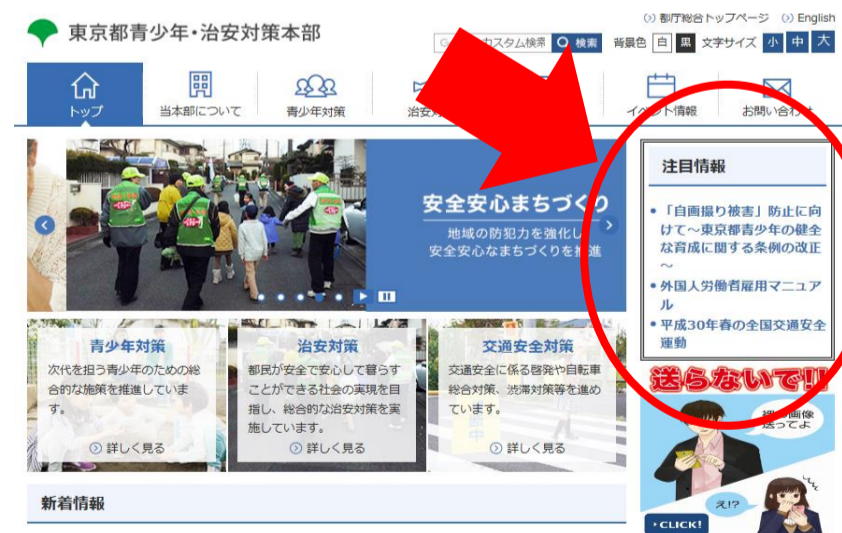 東京都青少年・治安対策本部
都庁総合トップページ English
カスタム検索 検索 背景色 白 黒 文字サイズ 小 中 大
トップ
当本部について
青少年対策
治安対
イベント情報
お問い合わせ
安全安心まちづくり
地域の防犯力を強化し
安全安心なまちづくりを推進
注目情報
・「自画撮り被害」防止に向
けて~東京都青少年の健全
な育成に関する条例の改正
~
・外国人労働者雇用マニュア
ル
・平成30年春の全国交通安全
運動
青少年対策
次代を担う青少年のための総
合的な施策を推進していま
す。
詳しく見る
治安対策
都民が安全で安心して暮らす
ことができる社会の実現を目
指し、総合的な治安対策を実
施しています。
詳しく見る
交通安全対策
交通安全に係る啓発や自転車
総合対策、渋滞対策等を進め
ています。
詳しく見る
送らないで!!
画像
送ってよ
え!?
CLICK!
新着情報